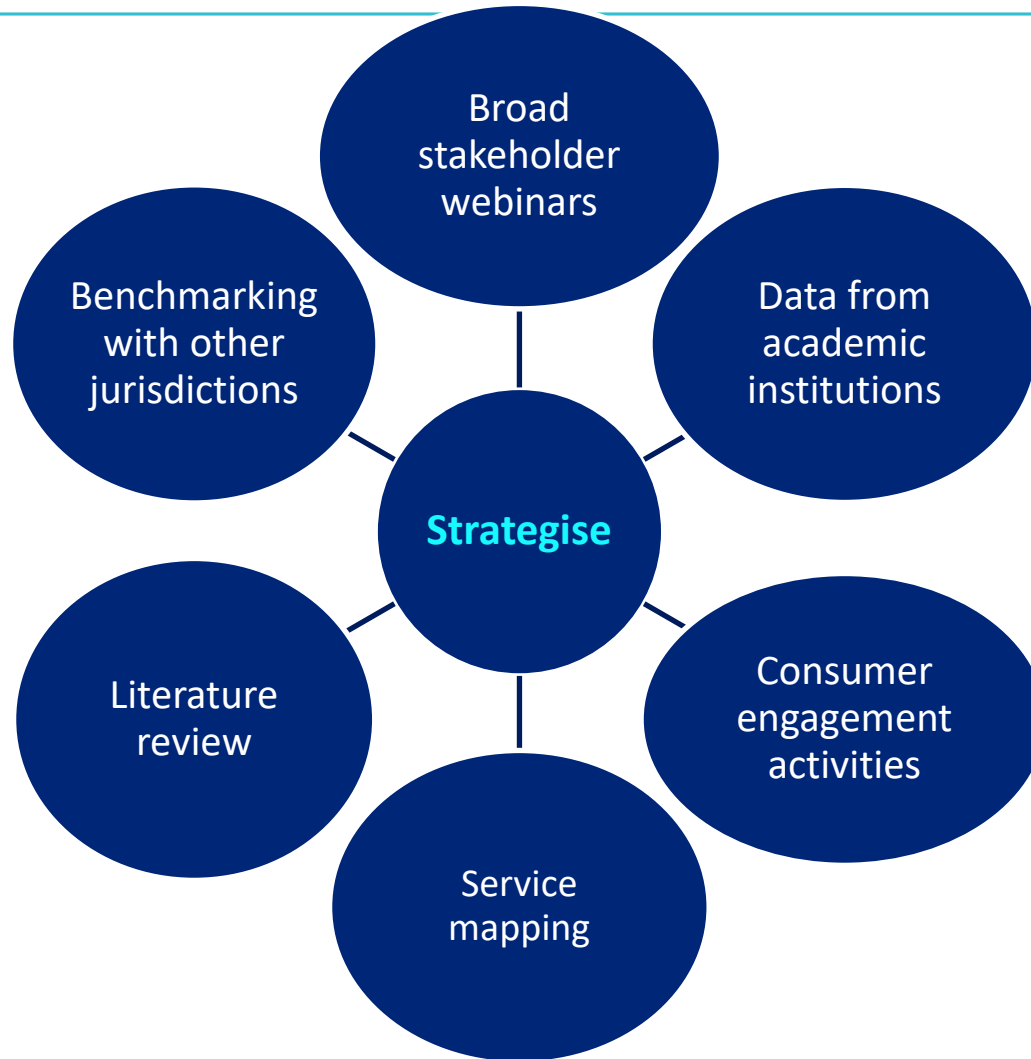 Broad
stakeholder
webinars
Benchmarking
with other
jurisdictions
Data from
academic
institutions
Strategise
Literature
review
Consumer
engagement
activities
Service
mapping